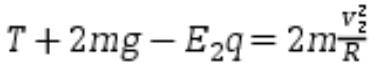 T + 2mg − E₂q = 2m v₂²/R